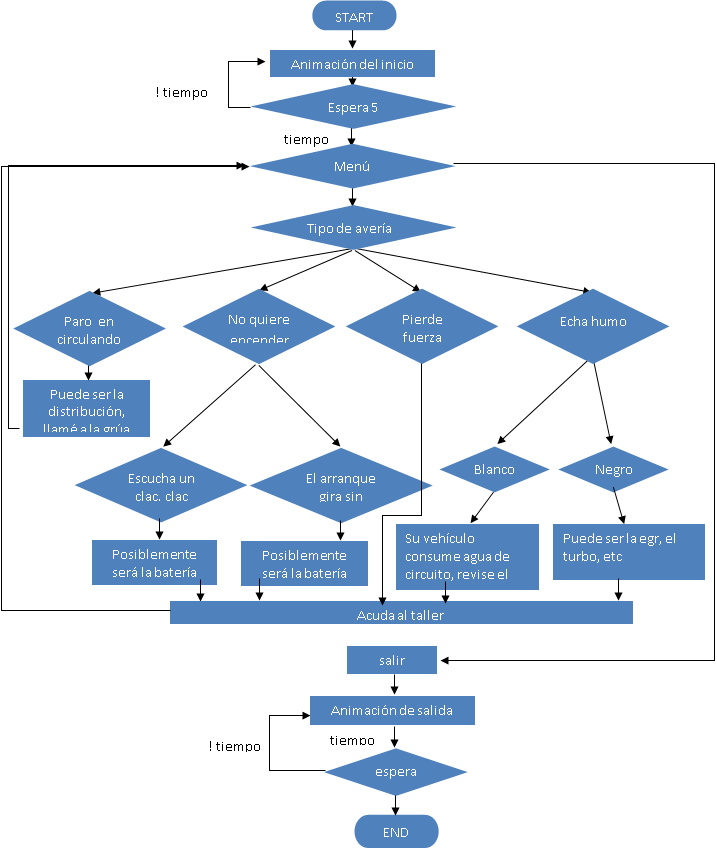 START
Animación del inicio
! tiempo
Espera 5
tiempo
Menú
Tipo de avería
Paro en
circulando
No quiere
encender
Pierde
fuerza
Echa humo
Puede ser la
distribución,
llamé a la grúa
Escucha un
clac, clac
El arranque
gira sin
Blanco
Negro
Posiblemente
será la batería
Posiblemente
será la batería
Su vehículo
consume agua de
circuito, revise el
Puede ser la egr, el
turbo, etc
Acuda al taller
salir
Animación de salida
! tiempo
tiempo
espera
END